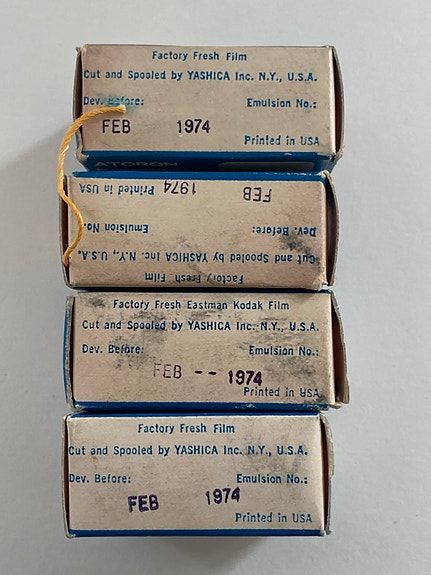 Factory Fresh Film
Cut and Spooled by YASHICA Inc. N.Y., U.S.A.
Dev. Before: Emulsion No.:
FEB 1974
Printed in USA
ATORON
Factory Fresh Film
Cut and Spooled by YASHICA Inc. N.Y., U.S.A.
Dev. Before: Emulsion No.
FEB 1974 Printed in USA
Factory Fresh Eastman Kodak Film
Cut and Spooled by YASHICA Inc. N.Y., U.S.A.
Dev. Before: Emulsion No.:
FEB -- 1974
Printed in USA
Factory Fresh Film
Cut and Spooled by YASHICA Inc. N.Y., U.S.A.
Dev. Before: Emulsion No.:
FEB 1974
Printed in USA